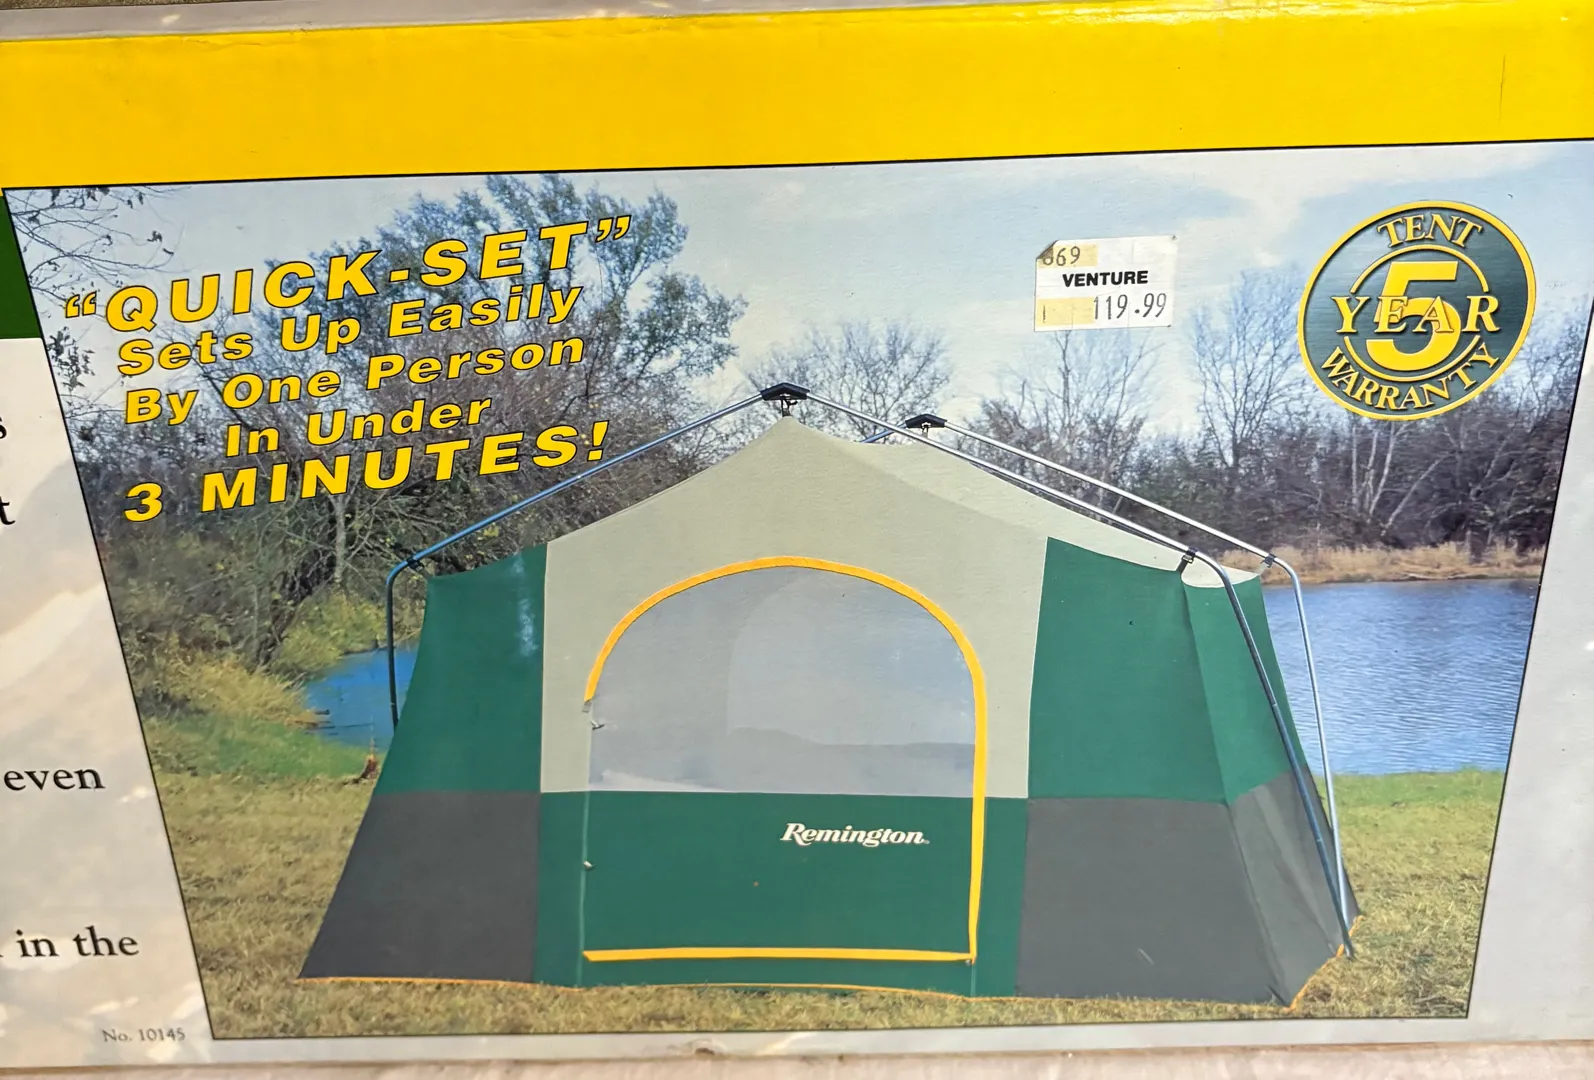 "QUICK-SET"
Sets Up Easily
By One Person
In Under
3 MINUTES!
869
VENTURE
119.99
TENT
5
YEAR
WARRANTY
Remington
even
in the
No. 10145